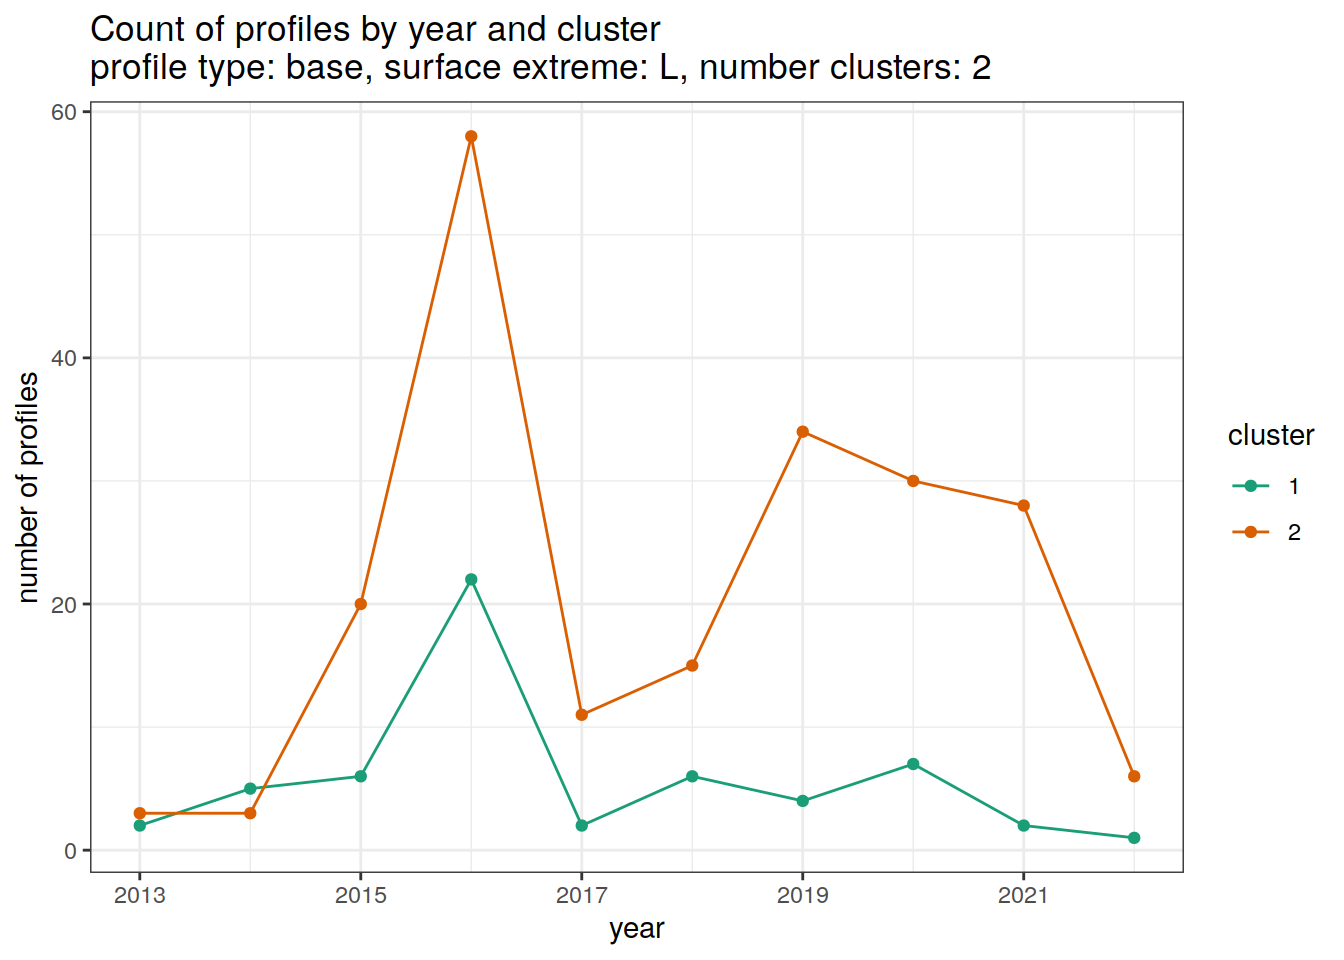 Count of profiles by year and cluster
profile type: base, surface extreme: L, number clusters: 2
60
40
20
0
number of profiles
2013 2015 2017 2019 2021
year
cluster
1
2